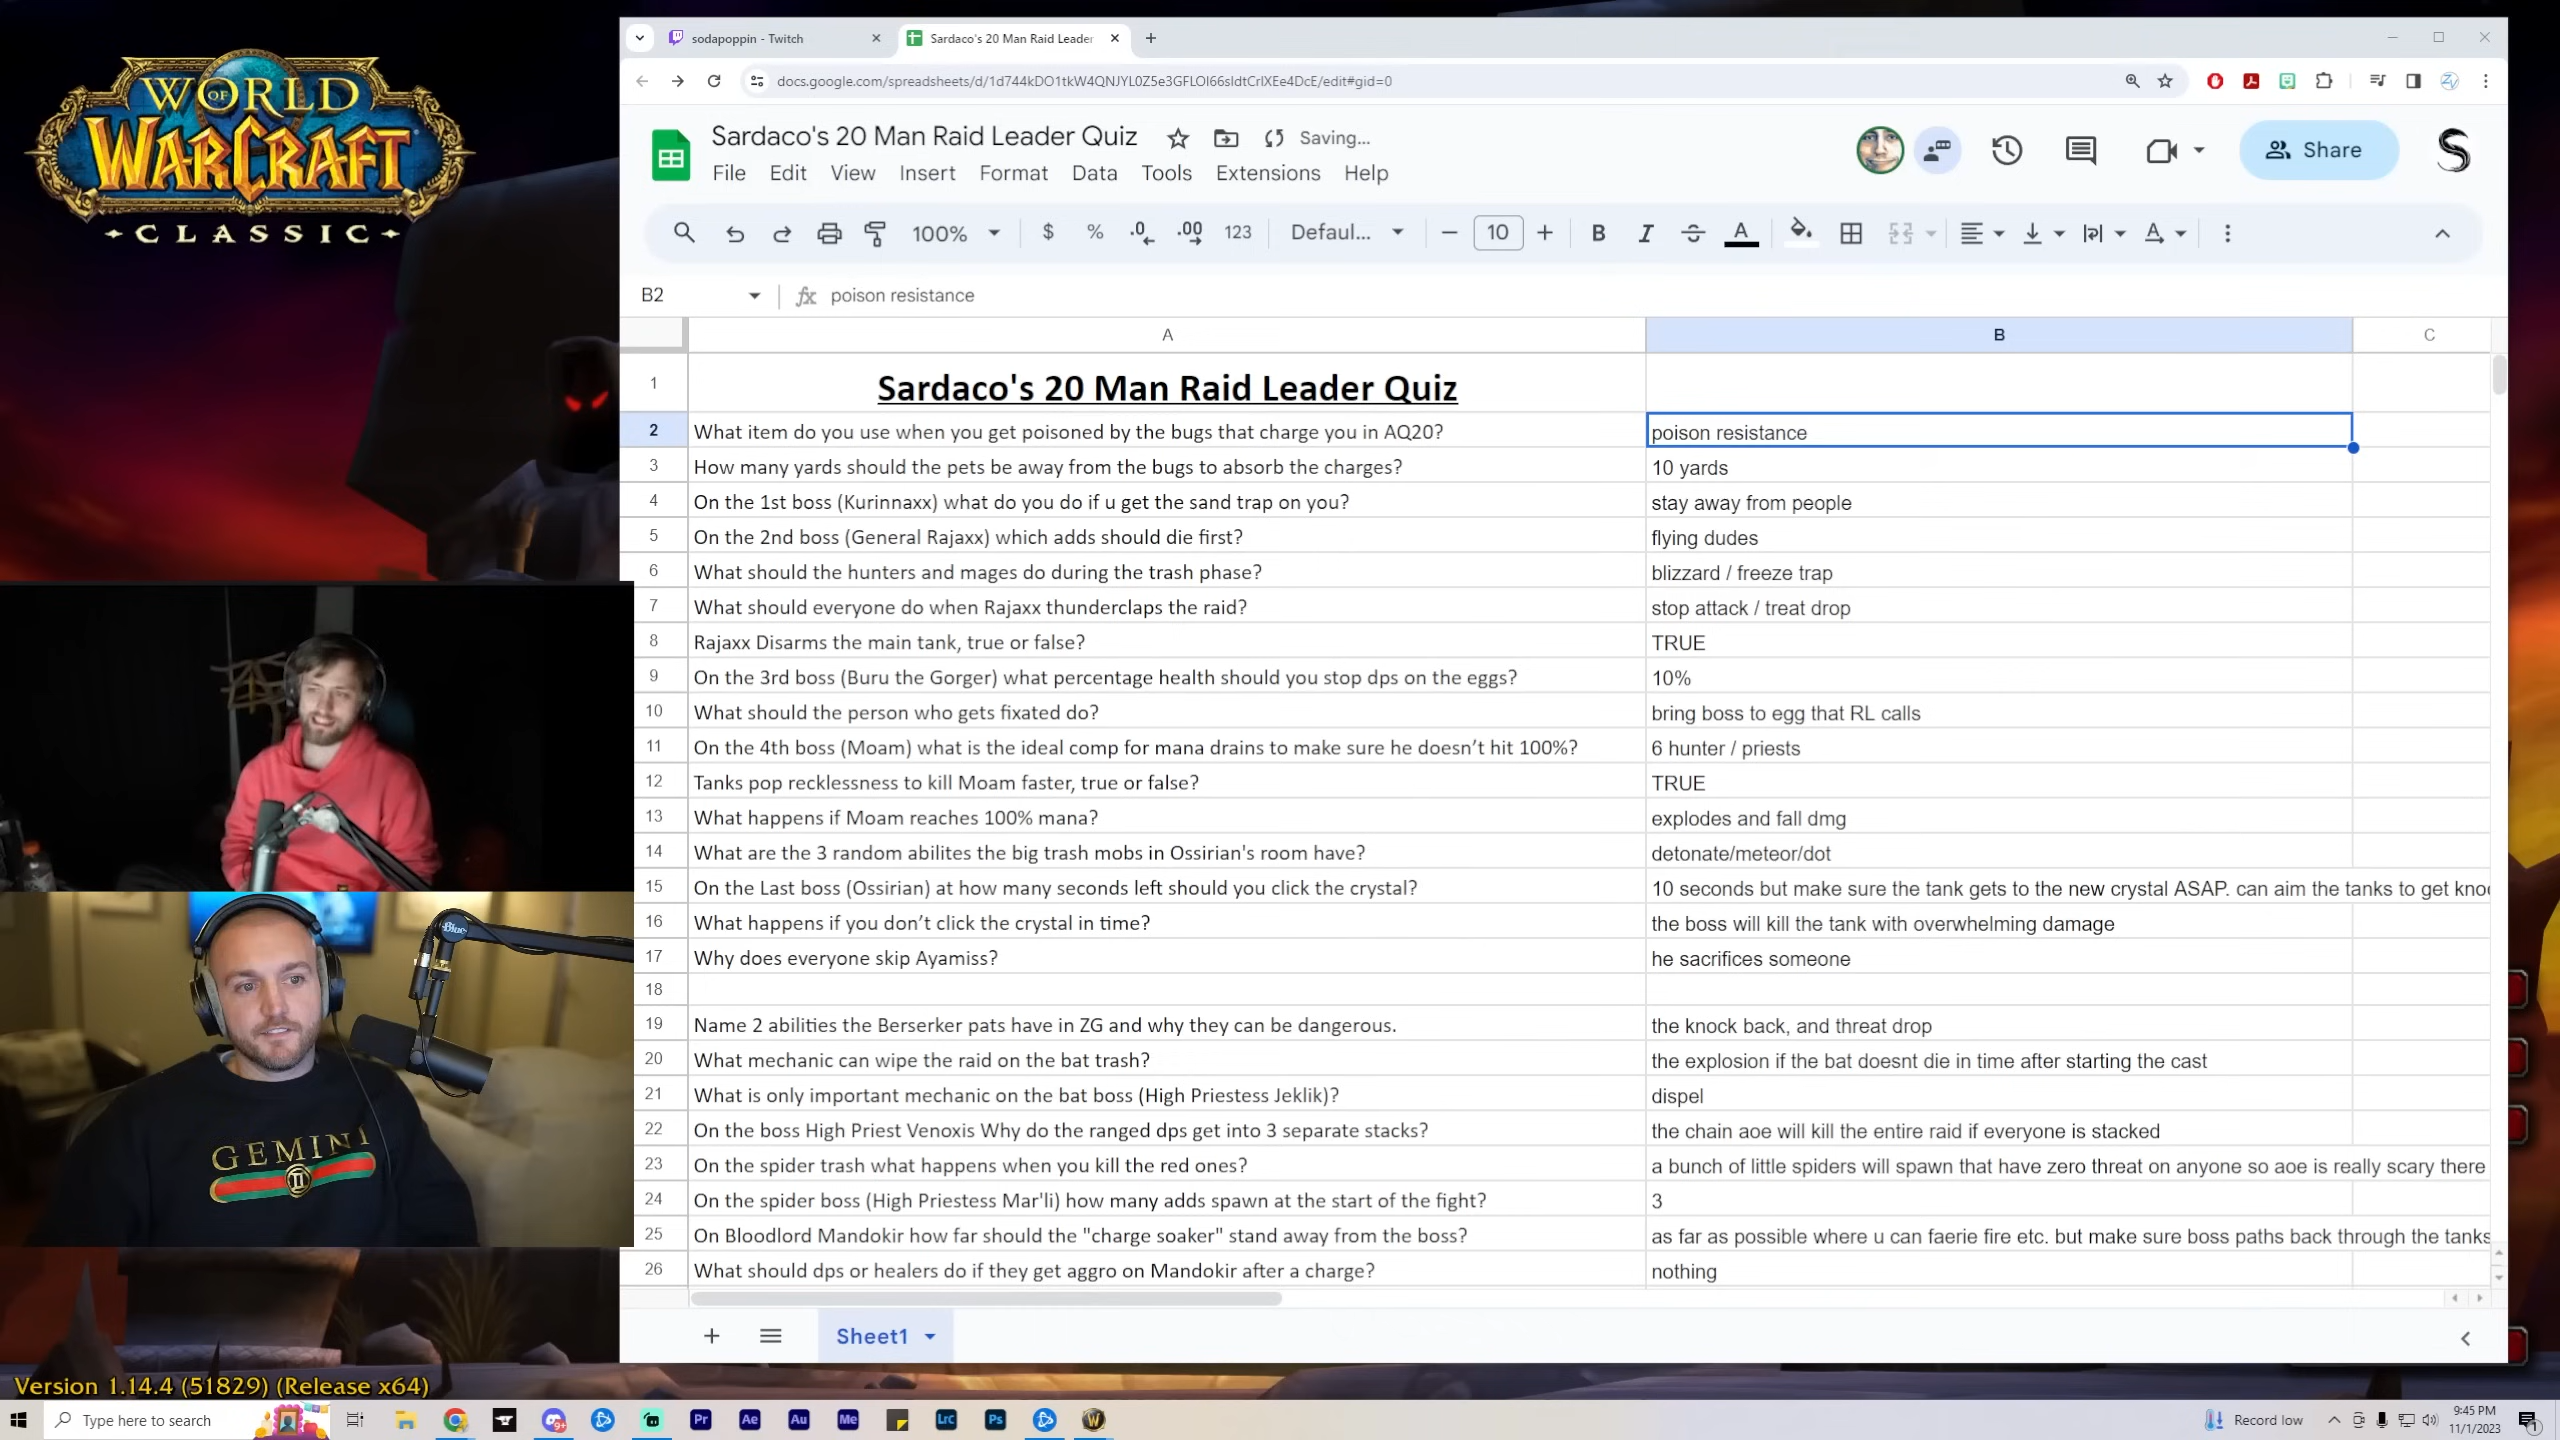 WORLD
OF
WARCRAFT
CLASSIC
sodapoppin - Twitch
Sardaco's 20 Man Raid Leader
docs.google.com/spreadsheets/d/1d744kDO1tkW4QNJYL0Z5e3GFLOI66sIdtCrIXEe4DcE/edit#gid=0
Sardaco's 20 Man Raid Leader Quiz
Saving...
File Edit View Insert Format Data Tools Extensions Help
Share
100% $ % .0 .00 123 Defaul... 10 B I A
B2 fx poison resistance
A B C
1 Sardaco's 20 Man Raid Leader Quiz
2 What item do you use when you get poisoned by the bugs that charge you in AQ20? poison resistance
3 How many yards should the pets be away from the bugs to absorb the charges? 10 yards
4 On the 1st boss (Kurinnaxx) what do you do if u get the sand trap on you? stay away from people
5 On the 2nd boss (General Rajaxx) which adds should die first? flying dudes
6 What should the hunters and mages do during the trash phase? blizzard / freeze trap
7 What should everyone do when Rajaxx thunderclaps the raid? stop attack / treat drop
8 Rajaxx Disarms the main tank, true or false? TRUE
9 On the 3rd boss (Buru the Gorger) what percentage health should you stop dps on the eggs? 10%
10 What should the person who gets fixated do? bring boss to egg that RL calls
11 On the 4th boss (Moam) what is the ideal comp for mana drains to make sure he doesn’t hit 100%? 6 hunter / priests
12 Tanks pop recklessness to kill Moam faster, true or false? TRUE
13 What happens if Moam reaches 100% mana? explodes and fall dmg
14 What are the 3 random abilites the big trash mobs in Ossirian's room have? detonate/meteor/dot
15 On the Last boss (Ossirian) at how many seconds left should you click the crystal? 10 seconds but make sure the tank gets to the new crystal ASAP. can aim the tanks to get kno
16 What happens if you don’t click the crystal in time? the boss will kill the tank with overwhelming damage
17 Why does everyone skip Ayamiss? he sacrifices someone
18
19 Name 2 abilities the Berserker pats have in ZG and why they can be dangerous. the knock back, and threat drop
20 What mechanic can wipe the raid on the bat trash? the explosion if the bat doesnt die in time after starting the cast
21 What is only important mechanic on the bat boss (High Priestess Jeklik)? dispel
22 On the boss High Priest Venoxis Why do the ranged dps get into 3 separate stacks? the chain aoe will kill the entire raid if everyone is stacked
23 On the spider trash what happens when you kill the red ones? a bunch of little spiders will spawn that have zero threat on anyone so aoe is really scary there
24 On the spider boss (High Priestess Mar'li) how many adds spawn at the start of the fight? 3
25 On Bloodlord Mandokir how far should the "charge soaker" stand away from the boss? as far as possible where u can faerie fire etc. but make sure boss paths back through the tanks
26 What should dps or healers do if they get aggro on Mandokir after a charge? nothing
Sheet1
Blue
GEMINI
II
Version 1.14.4 (51829) (Release x64)
Type here to search
9+
Pr Ae Au Me LrC Ps
Record low
9:45 PM
11/1/2023
1